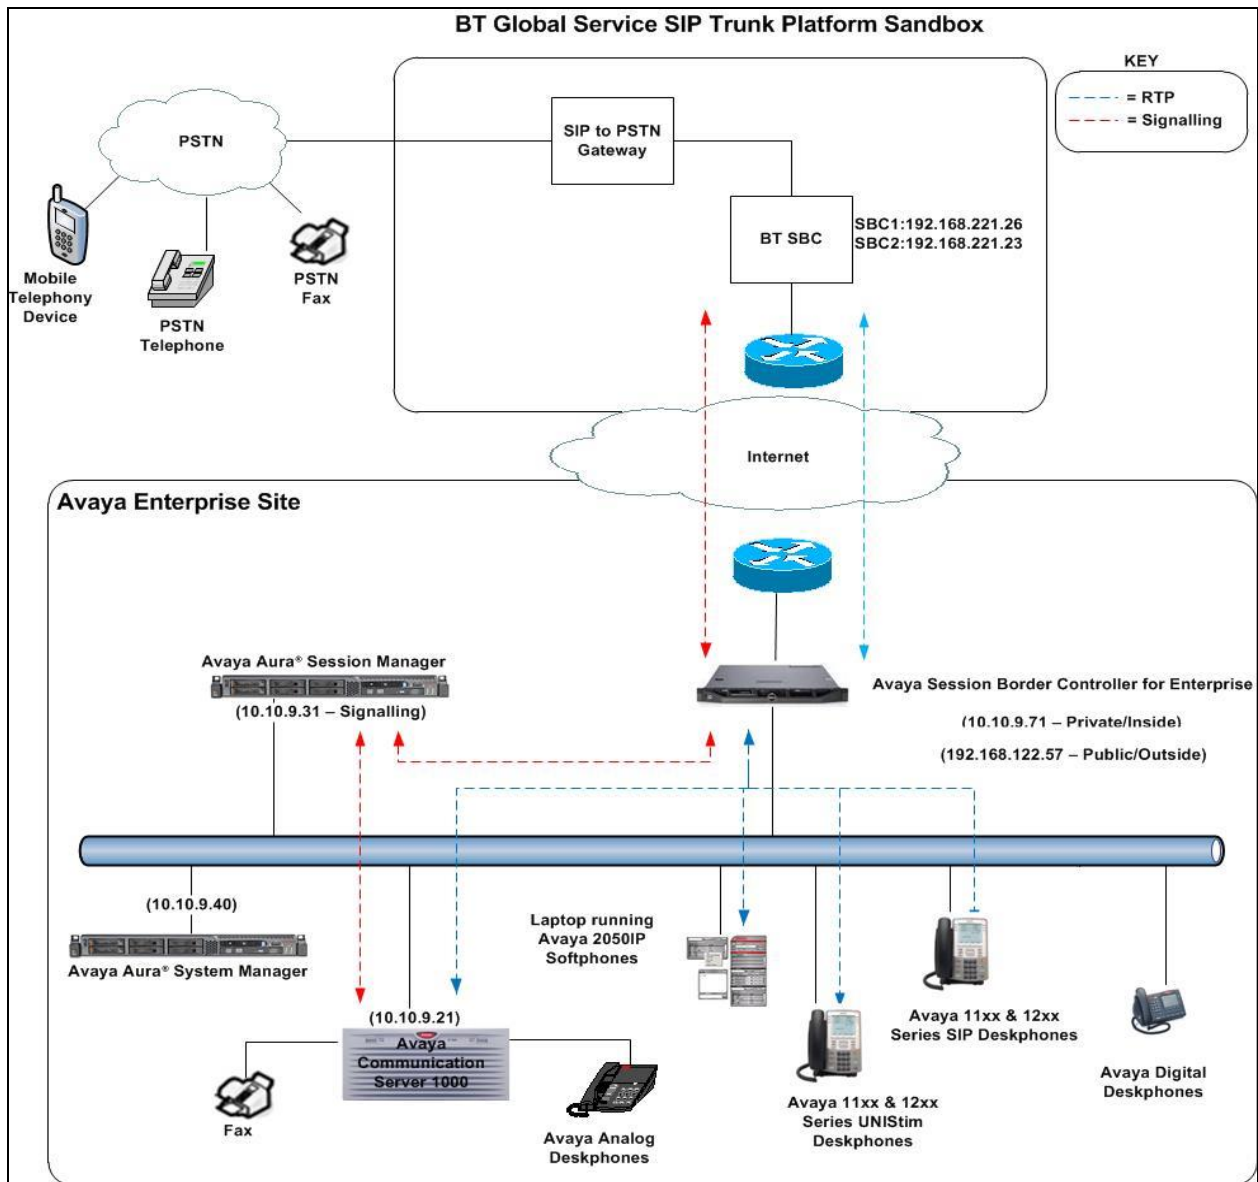 BT Global Service SIP Trunk Platform Sandbox
KEY
= RTP
= Signalling
PSTN
SIP to PSTN
Gateway
BT SBC
SBC1:192.168.221.26
SBC2:192.168.221.23
Mobile
Telephony
Device
PSTN
Telephone
PSTN
Fax
Internet
Avaya Enterprise Site
Avaya Aura® Session Manager
(10.10.9.31 – Signalling)
Avaya Session Border Controller for Enterprise
(10.10.9.71 – Private/Inside)
(192.168.122.57 – Public/Outside)
(10.10.9.40)
Avaya Aura® System Manager
Laptop running
Avaya 2050IP
Softphones
(10.10.9.21)
Avaya
Communication
Server 1000
Fax
Avaya Analog
Deskphones
Avaya 11xx & 12xx
Series UNIStim
Deskphones
Avaya 11xx & 12xx
Series SIP Deskphones
Avaya Digital
Deskphones